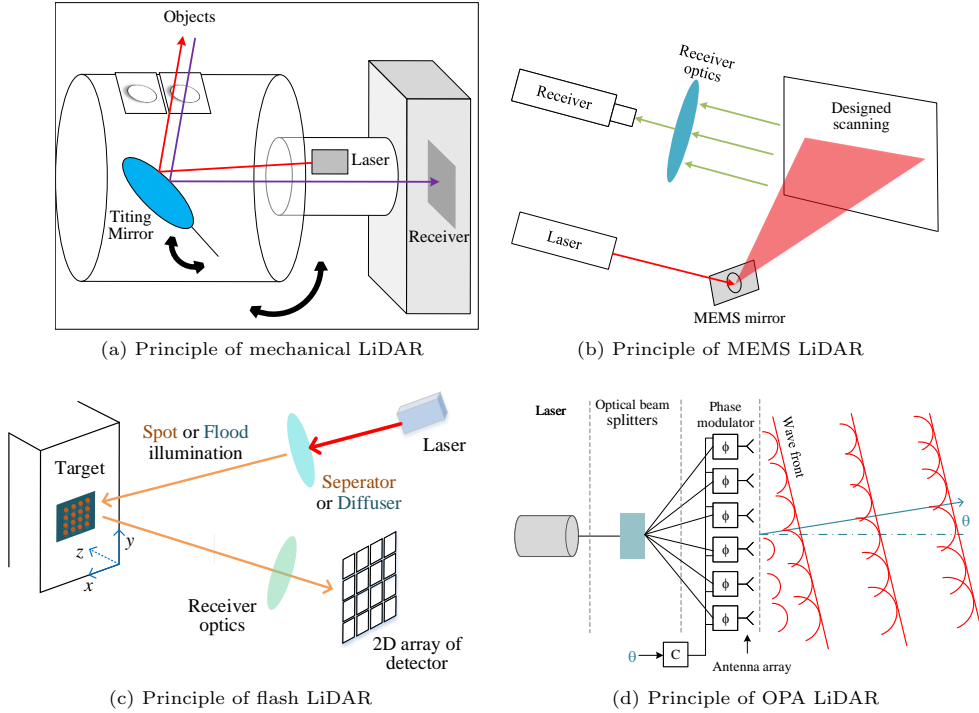 Objects
Laser
Titing
Mirror
Receiver
(a) Principle of mechanical LiDAR
Receiver
optics
Receiver
Designed
scanning
Laser
MEMS mirror
(b) Principle of MEMS LiDAR
Spot or Flood
illumination
Target
Laser
Seperator
or Diffuser
z
y
x
Receiver
optics
2D array of
detector
(c) Principle of flash LiDAR
Laser
Optical beam
splitters
Phase
modulator
Wave front
ϕ
ϕ
ϕ
ϕ
ϕ
ϕ
θ
θ
C
Antenna array
(d) Principle of OPA LiDAR